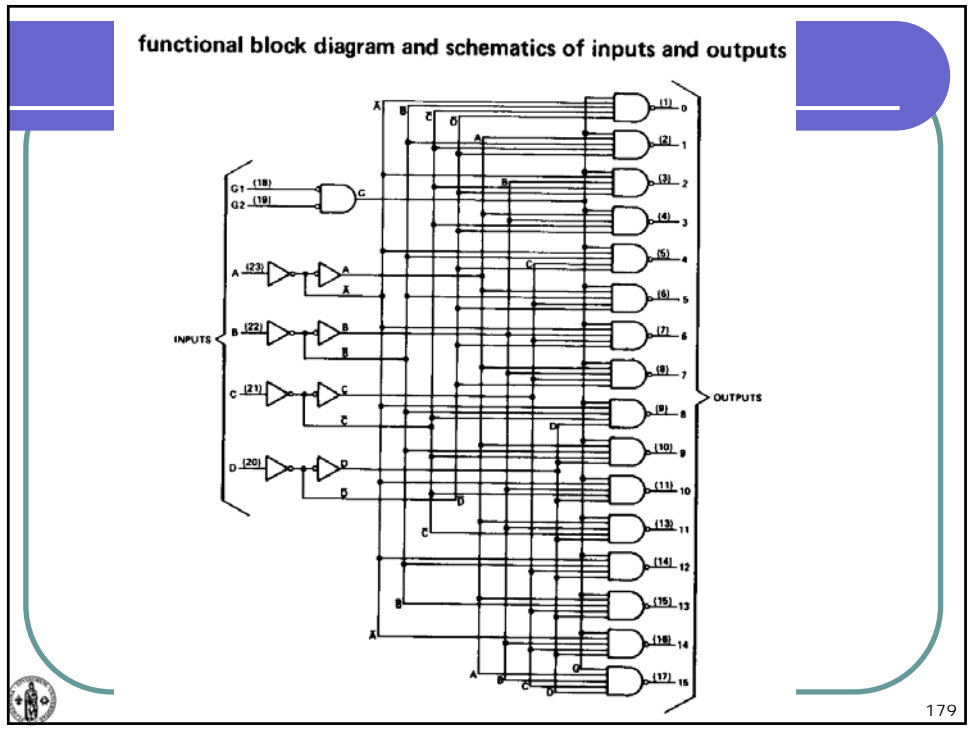 functional block diagram and schematics of inputs and outputs
A̅
B̅
C̅
D̅
(1) 0
A
(2) 1
B
(3) 2
G1 (18)
G2 (19)
G
(4) 3
C
(5) 4
A (23)
A
A̅
(6) 5
B (22)
B
B̅
(7) 6
INPUTS
(8) 7
C (21)
C
C̅
OUTPUTS
(9) 8
D
(10) 9
D (20)
D
D̅
D̅
(11) 10
C̅
(13) 11
(14) 12
B̅
(15) 13
A̅
(16) 14
G
A
B
C
D
(17) 15
179